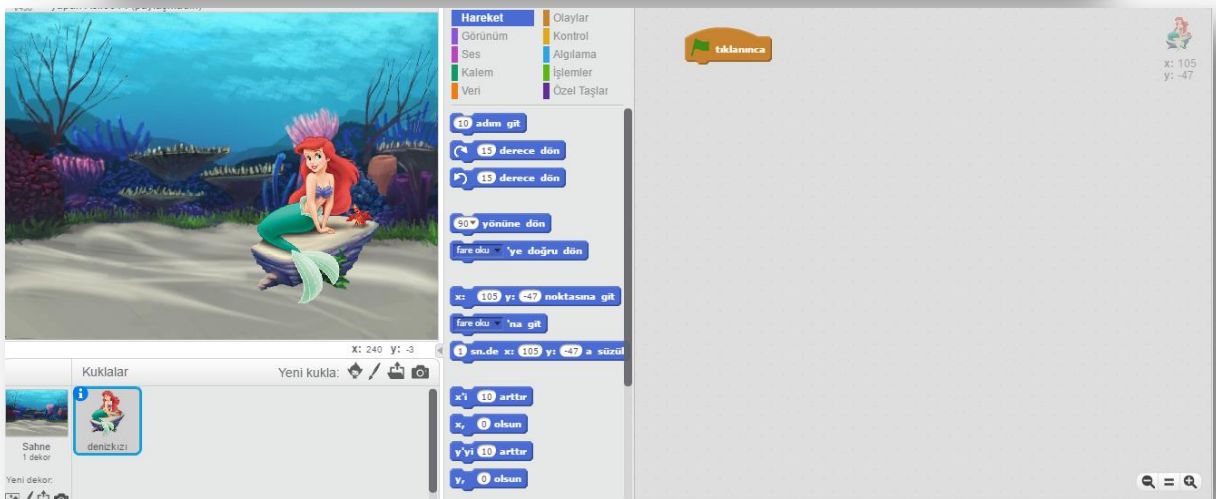 Hareket
Olaylar
Görünüm
Kontrol
Ses
Algılama
Kalem
İşlemler
Veri
Özel Taşlar
10 adım git
15 derece dön
15 derece dön
90 yönüne dön
fare oku 'ye doğru dön
x: 105 y: -47 noktasına git
fare oku 'na git
1 sn.de x: 105 y: -47 a süzül
x'i 10 arttır
x, 0 olsun
y'yi 10 arttır
y, 0 olsun
tıklanınca
x: 105
y: -47
X: 240 y: -3
Kuklalar
Yeni kukla:
Sahne
1 dekor
denizkızı
Yeni dekor: